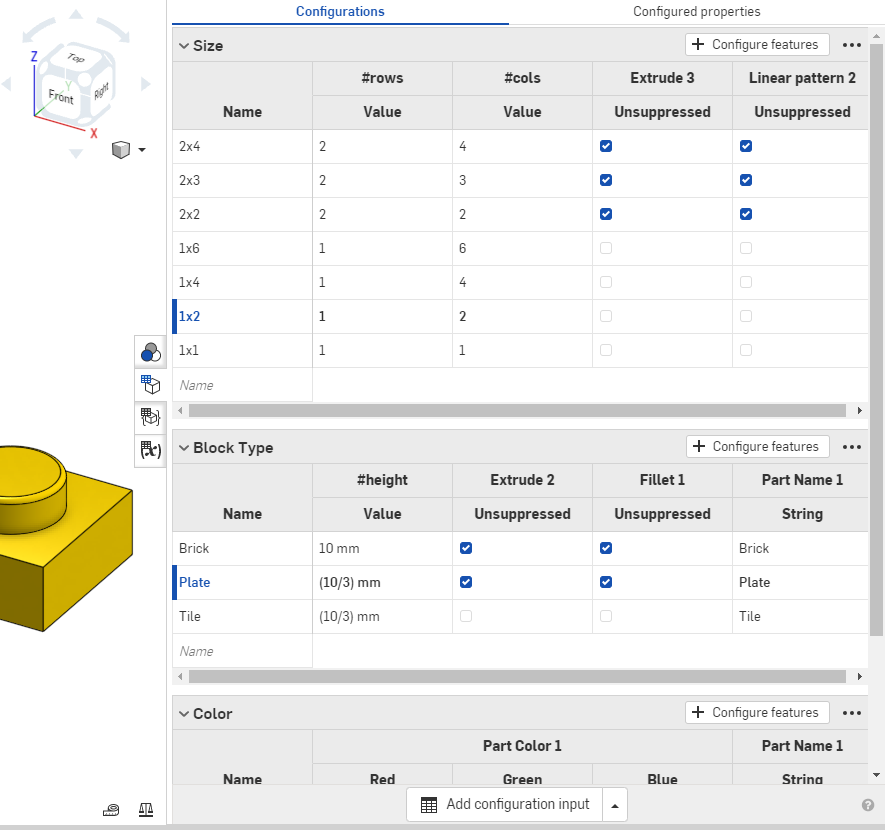 Configurations Configured properties
Size Configure features
#rows #cols Extrude 3 Linear pattern 2
Name Value Value Unsuppressed Unsuppressed
2x4 2 4
2x3 2 3
2x2 2 2
1x6 1 6
1x4 1 4
1x2 1 2
1x1 1 1
Name
Block Type Configure features
#height Extrude 2 Fillet 1 Part Name 1
Name Value Unsuppressed Unsuppressed String
Brick 10 mm Brick
Plate (10/3) mm Plate
Tile (10/3) mm Tile
Name
Color Configure features
Part Color 1 Part Name 1
Name Red Green Blue String
Add configuration input
Z
Top
Y
Front Right
X